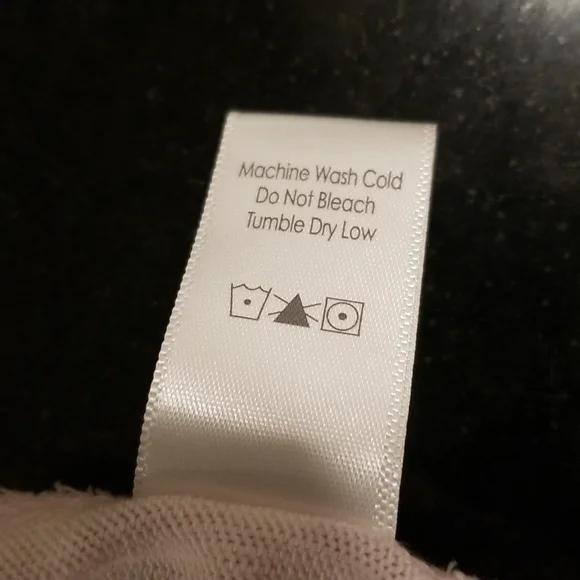 Machine Wash Cold
Do Not Bleach
Tumble Dry Low